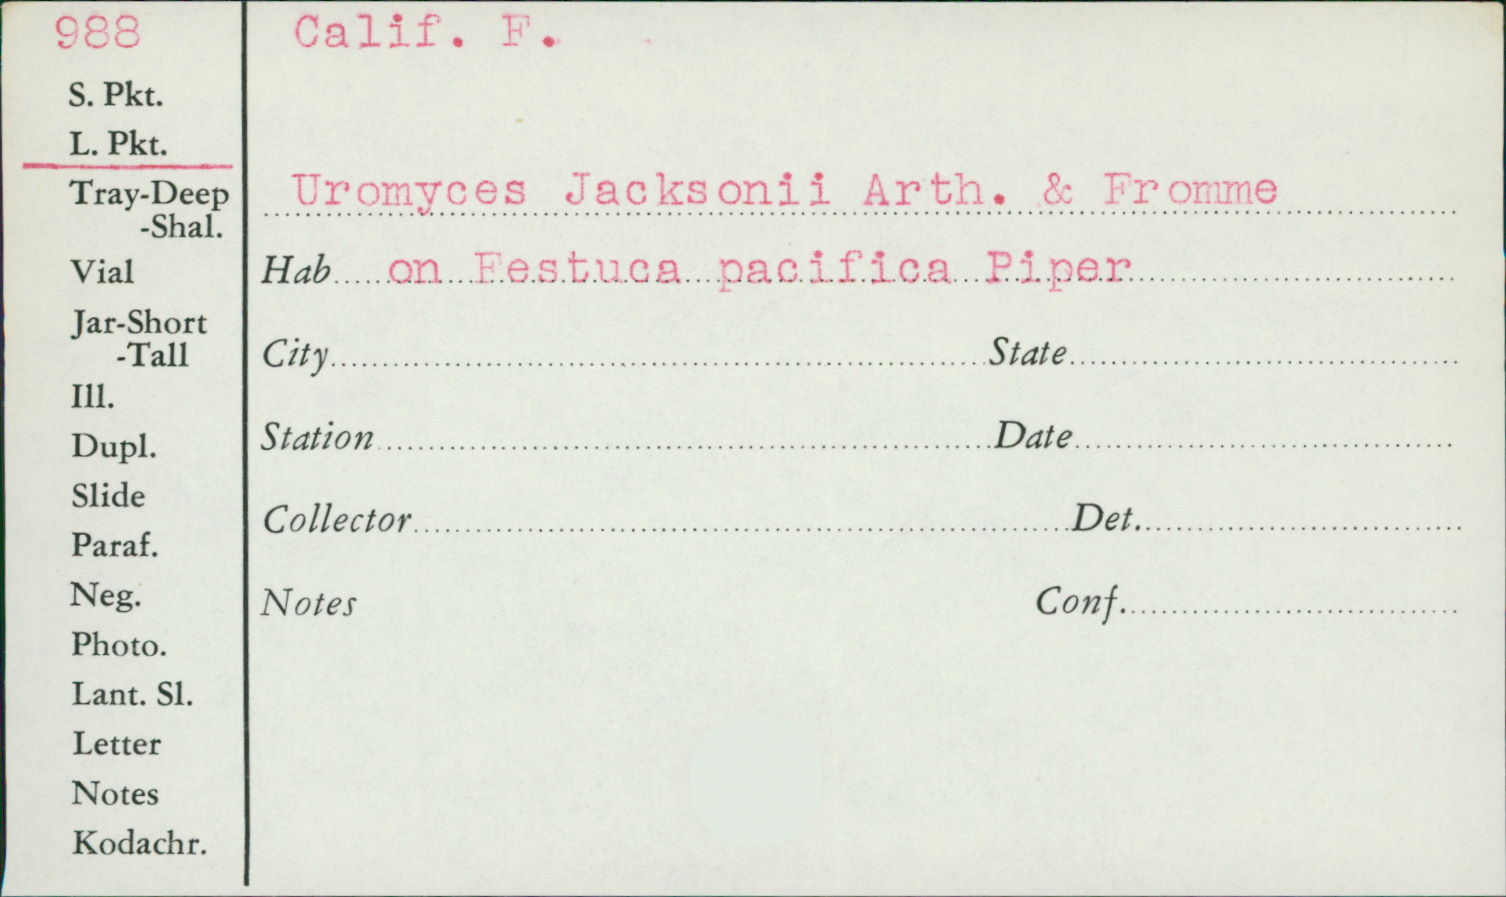 988
Calif. F.
S. Pkt.
L. Pkt.
Tray-Deep
-Shal.
Uromyces Jacksonii Arth. & Fromme
Vial
Hab on Festuca pacifica Piper
Jar-Short
-Tall
City State
Ill.
Dupl.
Station Date
Slide
Collector Det.
Paraf.
Neg.
Notes Conf.
Photo.
Lant. Sl.
Letter
Notes
Kodachr.